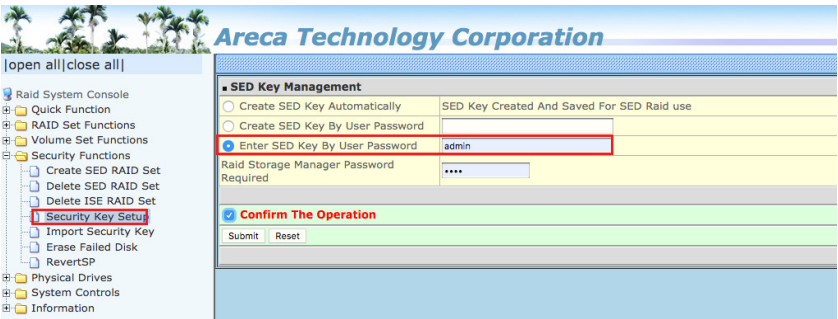 Areca Technology Corporation
|open all|close all|
Raid System Console
Quick Function
RAID Set Functions
Volume Set Functions
Security Functions
Create SED RAID Set
Delete SED RAID Set
Delete ISE RAID Set
Security Key Setup
Import Security Key
Erase Failed Disk
RevertSP
Physical Drives
System Controls
Information
SED Key Management
Create SED Key Automatically SED Key Created And Saved For SED Raid use
Create SED Key By User Password
Enter SED Key By User Password admin
Raid Storage Manager Password
Required ••••
Confirm The Operation
Submit Reset